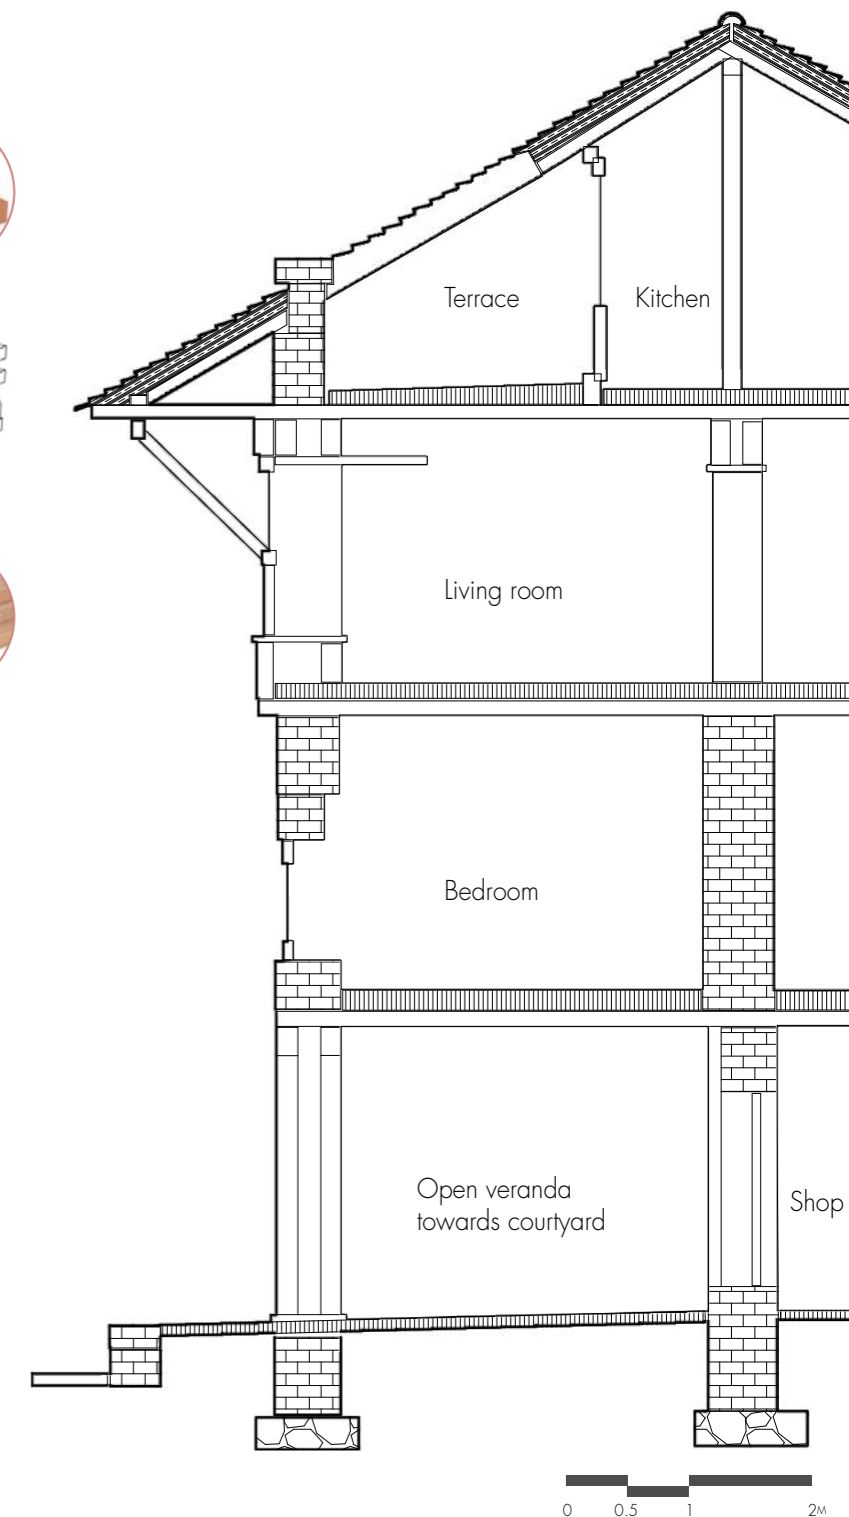 Terrace
Kitchen
Living room
Bedroom
Open veranda
towards courtyard
Shop
0 0.5 1 2M